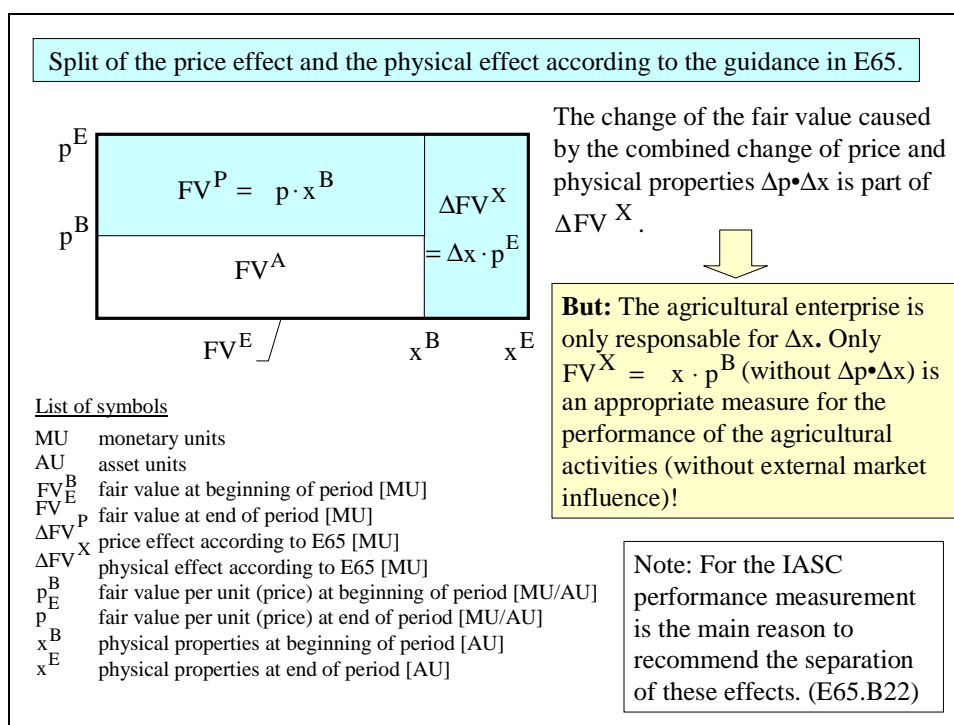 Split of the price effect and the physical effect according to the guidance in E65.
p^E
FV^P = p · x^B
ΔFV^X
= Δx · p^E
p^B
FV^A
FV^E
x^B
x^E
The change of the fair value caused
by the combined change of price and
physical properties Δp•Δx is part of
ΔFV^X .
But: The agricultural enterprise is
only responsable for Δx. Only
FV^X = x · p^B (without Δp•Δx) is
an appropriate measure for the
performance of the agricultural
activities (without external market
influence)!
List of symbols
MU monetary units
AU asset units
FV^B fair value at beginning of period [MU]
FV^E fair value at end of period [MU]
ΔFV^P price effect according to E65 [MU]
ΔFV^X physical effect according to E65 [MU]
p^B fair value per unit (price) at beginning of period [MU/AU]
p^E fair value per unit (price) at end of period [MU/AU]
x^B physical properties at beginning of period [AU]
x^E physical properties at end of period [AU]
Note: For the IASC
performance measurement
is the main reason to
recommend the separation
of these effects. (E65.B22)